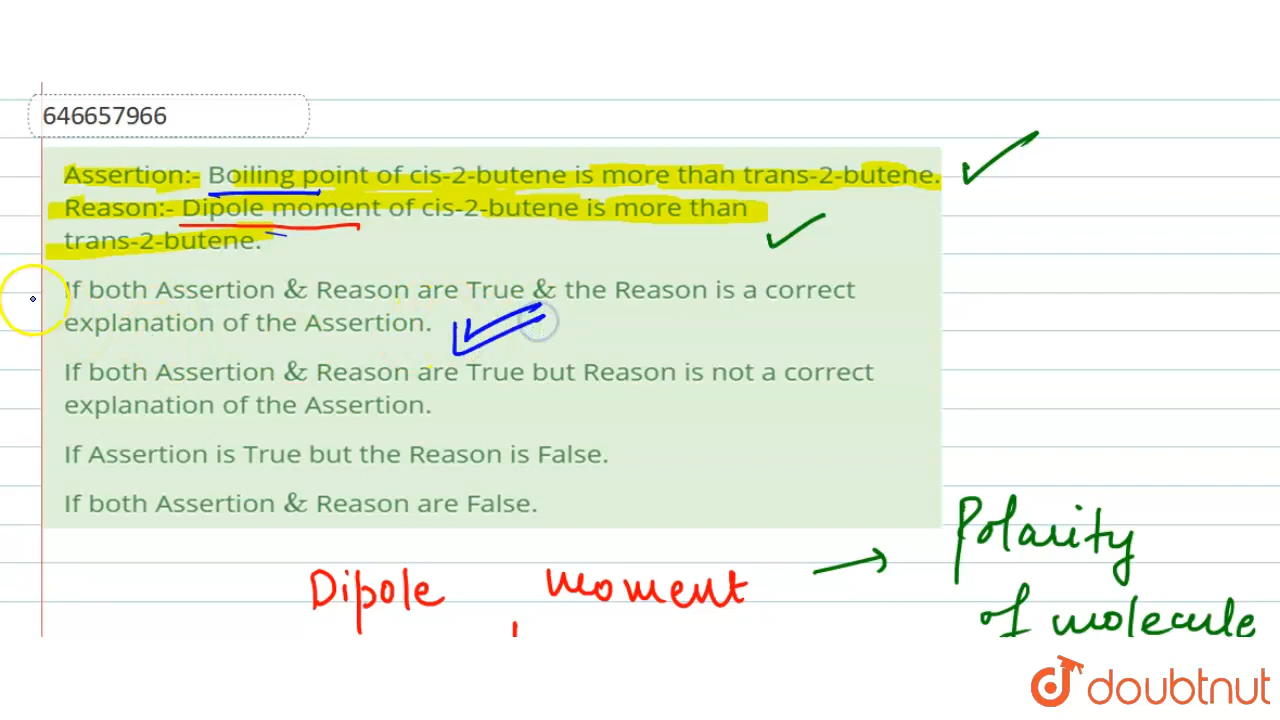 646657966
Assertion:- Boiling point of cis-2-butene is more than trans-2-butene.
Reason:- Dipole moment of cis-2-butene is more than
trans-2-butene.
If both Assertion & Reason are True & the Reason is a correct
explanation of the Assertion.
If both Assertion & Reason are True but Reason is not a correct
explanation of the Assertion.
If Assertion is True but the Reason is False.
If both Assertion & Reason are False.
Dipole moment → Polarity
of molecule
doubtnut